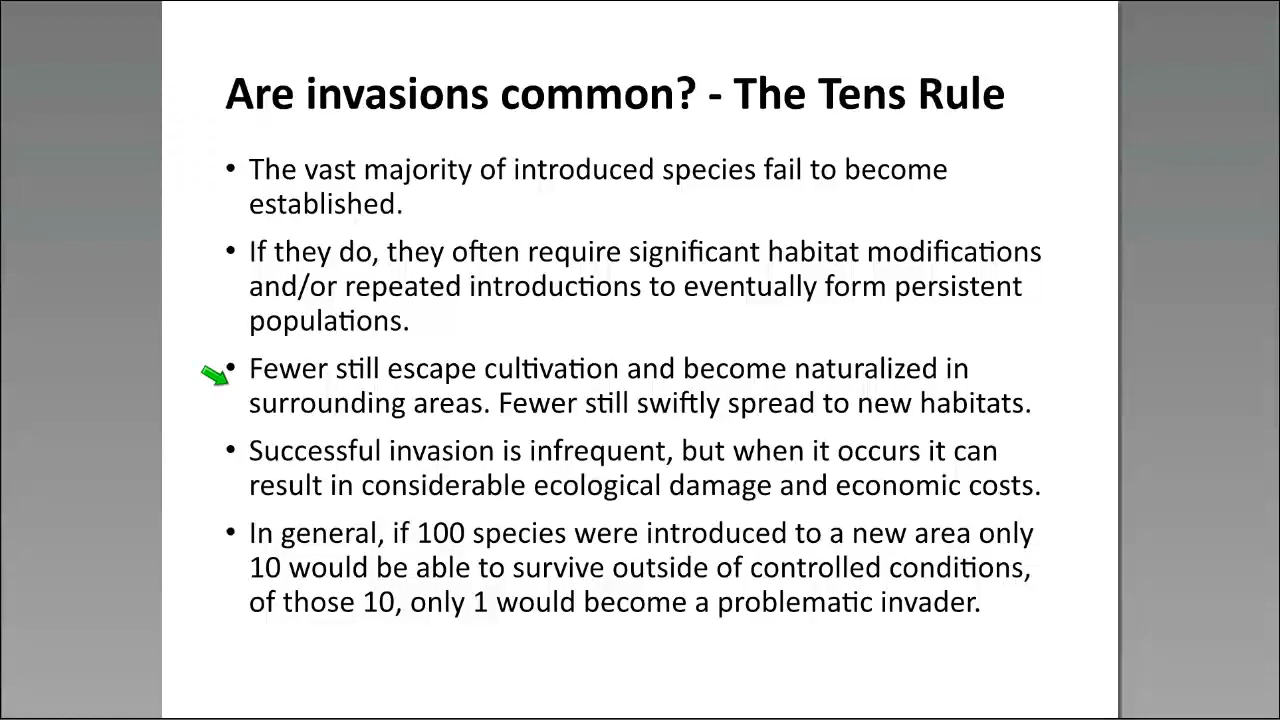 Are invasions common? - The Tens Rule
• The vast majority of introduced species fail to become
established.
• If they do, they often require significant habitat modifications
and/or repeated introductions to eventually form persistent
populations.
• Fewer still escape cultivation and become naturalized in
surrounding areas. Fewer still swiftly spread to new habitats.
• Successful invasion is infrequent, but when it occurs it can
result in considerable ecological damage and economic costs.
• In general, if 100 species were introduced to a new area only
10 would be able to survive outside of controlled conditions,
of those 10, only 1 would become a problematic invader.